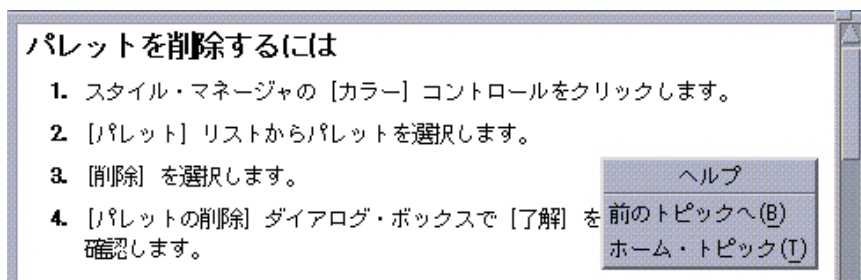 パレットを削除するには
1. スタイル・マネージャの [カラー] コントロールをクリックします。
2. [パレット] リストからパレットを選択します。
3. [削除] を選択します。
4. [パレットの削除] ダイアログ・ボックスで [了解] を
確認します。
ヘルプ
前のトピックへ(B)
ホーム・トピック(T)